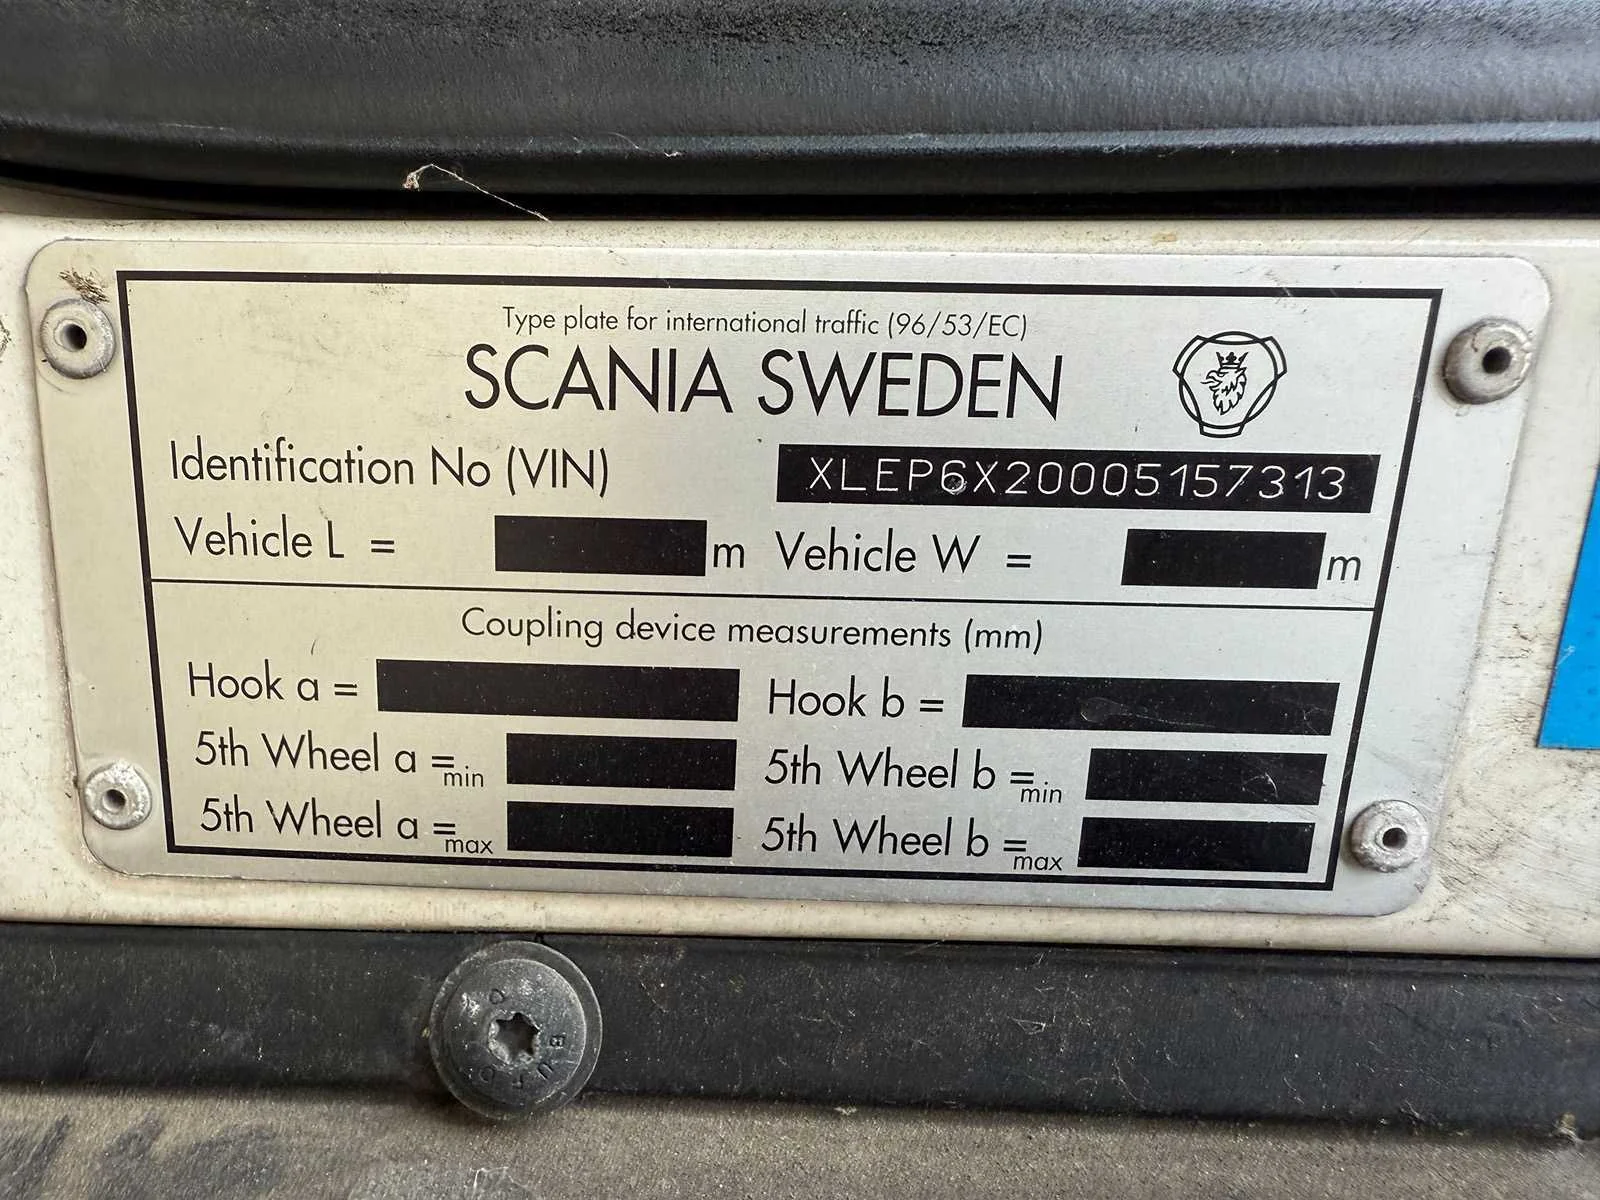 Type plate for international traffic (96/53/EC)
SCANIA SWEDEN
Identification No (VIN) XLEP6X20005157313
Vehicle L = m Vehicle W = m
Coupling device measurements (mm)
Hook a = Hook b =
5th Wheel a =min 5th Wheel b =min
5th Wheel a =max 5th Wheel b =max